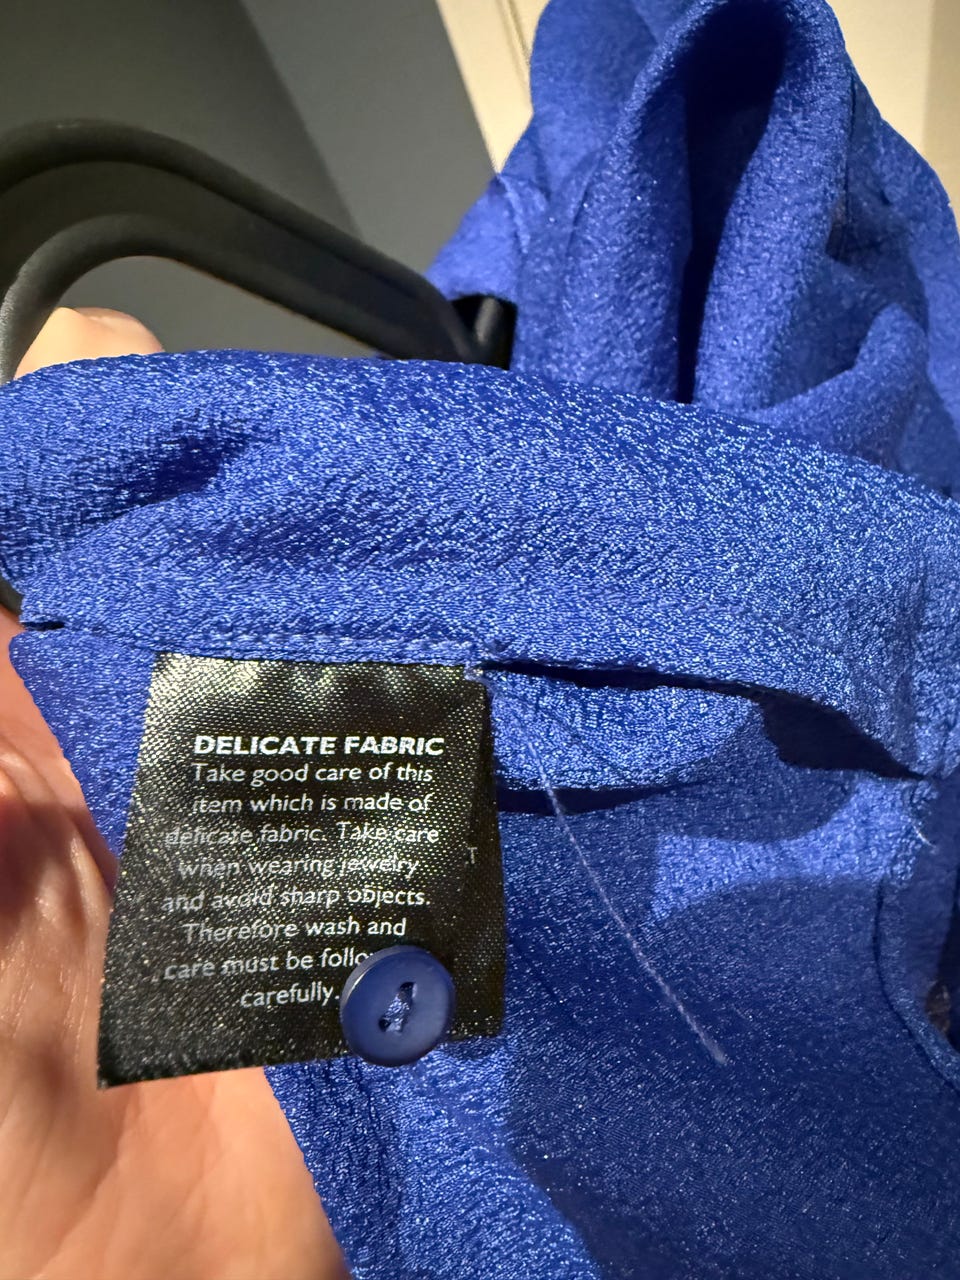 DELICATE FABRIC
Take good care of this
item which is made of
delicate fabric. Take care
when wearing jewelry
and avoid sharp objects.
Therefore wash and
care must be follo
carefully.
T